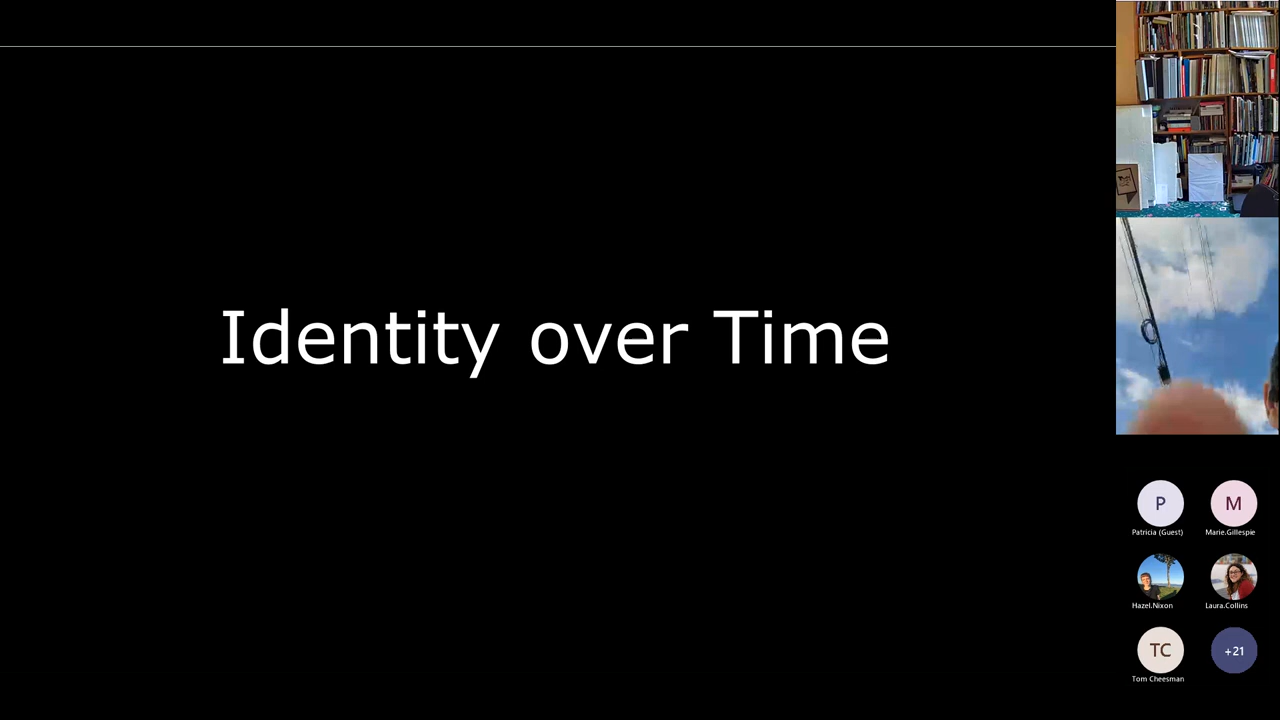 Identity over Time
P
M
Patricia (Guest)
Marie.Gillespie
Hazel.Nixon
Laura.Collins
TC
+21
Tom Cheesman